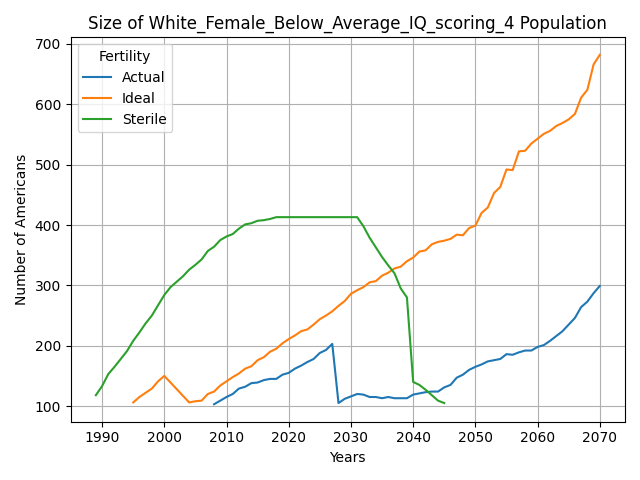 Size of White_Female_Below_Average_IQ_scoring_4 Population
Number of Americans
700
600
500
400
300
200
100
Fertility
Actual
Ideal
Sterile
1990 2000 2010 2020 2030 2040 2050 2060 2070
Years